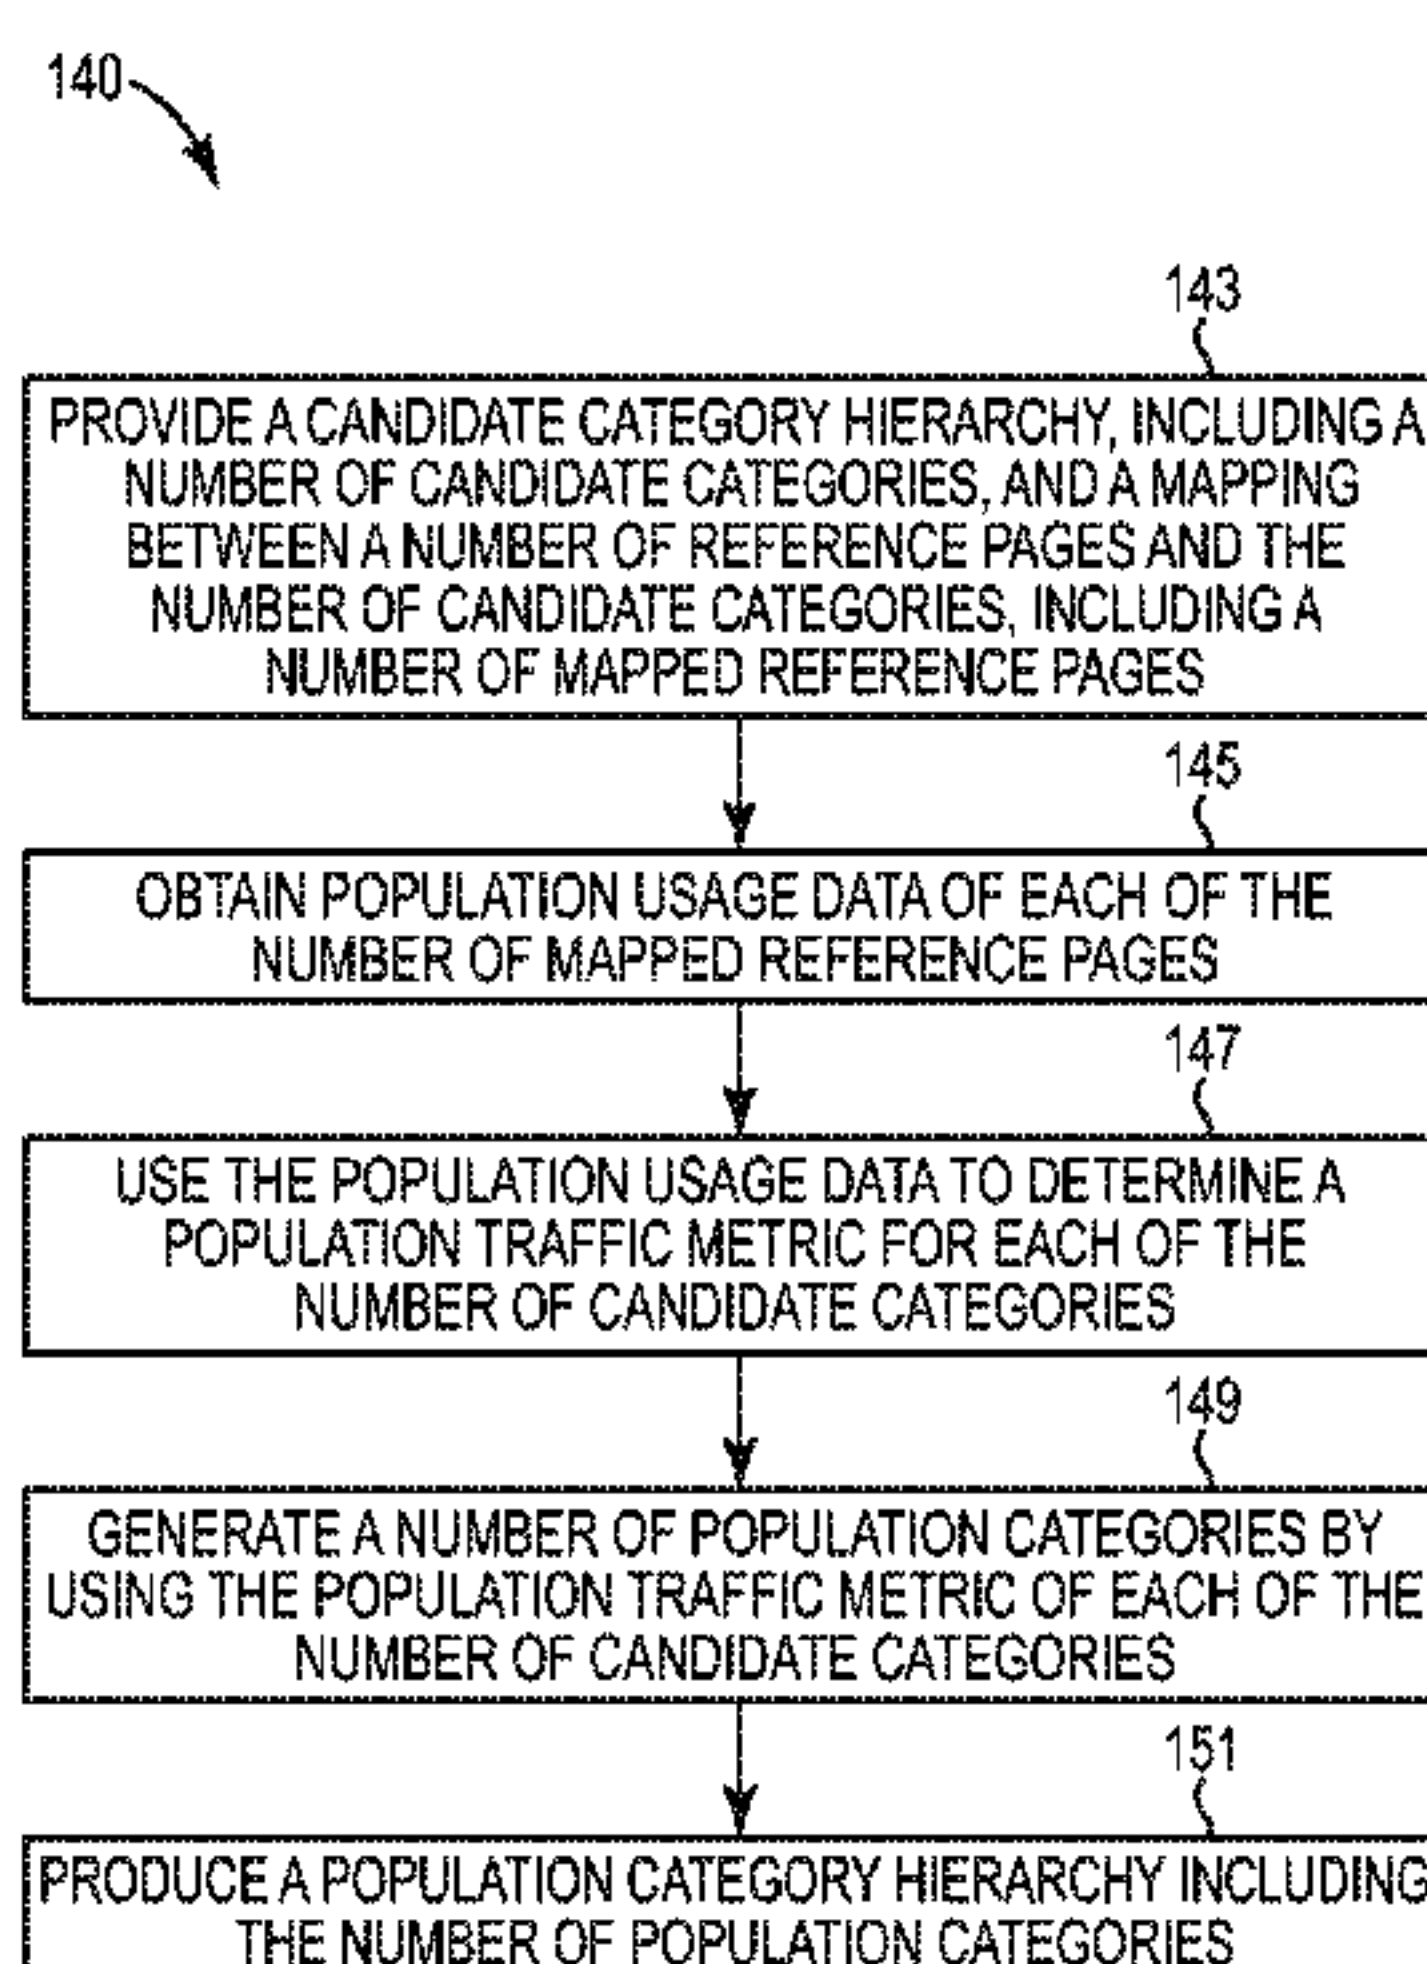 140
143
PROVIDE A CANDIDATE CATEGORY HIERARCHY, INCLUDING A
NUMBER OF CANDIDATE CATEGORIES, AND A MAPPING
BETWEEN A NUMBER OF REFERENCE PAGES AND THE
NUMBER OF CANDIDATE CATEGORIES, INCLUDING A
NUMBER OF MAPPED REFERENCE PAGES
145
OBTAIN POPULATION USAGE DATA OF EACH OF THE
NUMBER OF MAPPED REFERENCE PAGES
147
USE THE POPULATION USAGE DATA TO DETERMINE A
POPULATION TRAFFIC METRIC FOR EACH OF THE
NUMBER OF CANDIDATE CATEGORIES
149
GENERATE A NUMBER OF POPULATION CATEGORIES BY
USING THE POPULATION TRAFFIC METRIC OF EACH OF THE
NUMBER OF CANDIDATE CATEGORIES
151
PRODUCE A POPULATION CATEGORY HIERARCHY INCLUDING
THE NUMBER OF POPULATION CATEGORIES